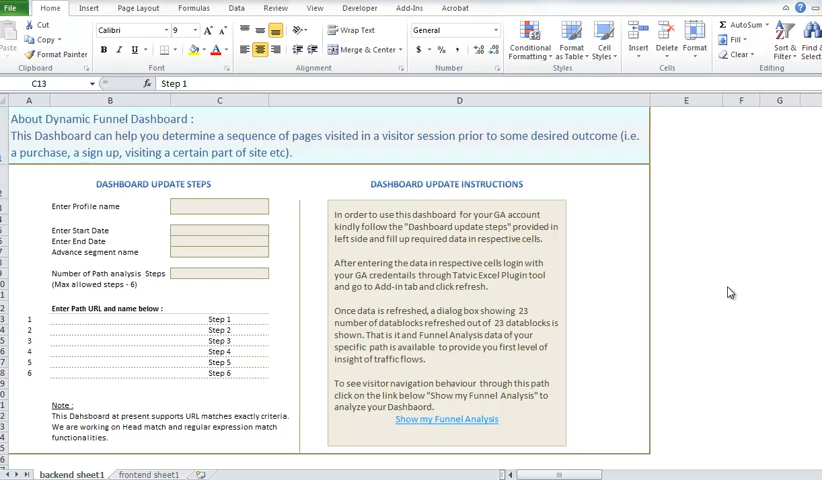 File Home Insert Page Layout Formulas Data Review View Developer Add-Ins Acrobat
Cut
Copy
Paste
Format Painter
Clipboard
Calibri 9
B I U
Font
Wrap Text
Merge & Center
Alignment
General
$ % ,
Number
Conditional Formatting
Format as Table
Cell Styles
Styles
Insert Delete Format
Cells
AutoSum
Fill
Clear
Sort & Filter
Find & Select
Editing
C13 fx Step 1
A B C D E F G
About Dynamic Funnel Dashboard :
This Dashboard can help you determine a sequence of pages visited in a visitor session prior to some desired outcome (i.e.
a purchase, a sign up, visiting a certain part of site etc).
DASHBOARD UPDATE STEPS
Enter Profile name
Enter Start Date
Enter End Date
Advance segment name
Number of Path analysis Steps
(Max allowed steps - 6)
Enter Path URL and name below :
1 Step 1
2 Step 2
3 Step 3
4 Step 4
5 Step 5
6 Step 6
Note :
This Dahsboard at present supports URL matches exactly criteria.
We are working on Head match and regular expression match
functionalities.
DASHBOARD UPDATE INSTRUCTIONS
In order to use this dashboard for your GA account
kindly follow the "Dashboard update steps" provided in
left side and fill up required data in respective cells.
After entering the data in respective cells login with
your GA credentails through Tatvic Excel Plugin tool
and go to Add-in tab and click refresh.
Once data is refreshed, a dialog box showing 23
number of datablocks refreshed out of 23 datablocks is
shown. That is it and Funnel Analysis data of your
specific path is available to provide you first level of
insight of traffic flows.
To see visitor navigation behaviour through this path
click on the link below "Show my Funnel Analysis" to
analyze your Dashbaord.
Show my Funnel Analysis
backend sheet1 frontend sheet1